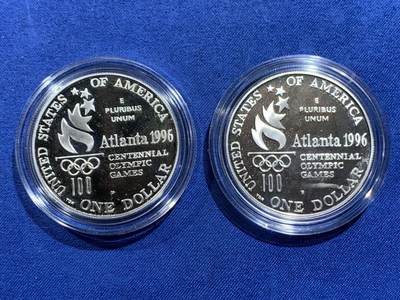 UNITED STATES OF AMERICA
E
PLURIBUS
UNUM
Atlanta 1996
CENTENNIAL
OLYMPIC
GAMES
100
P
ONE DOLLAR
UNITED STATES OF AMERICA
E
PLURIBUS
UNUM
Atlanta 1996
CENTENNIAL
OLYMPIC
GAMES
100
P
ONE DOLLAR